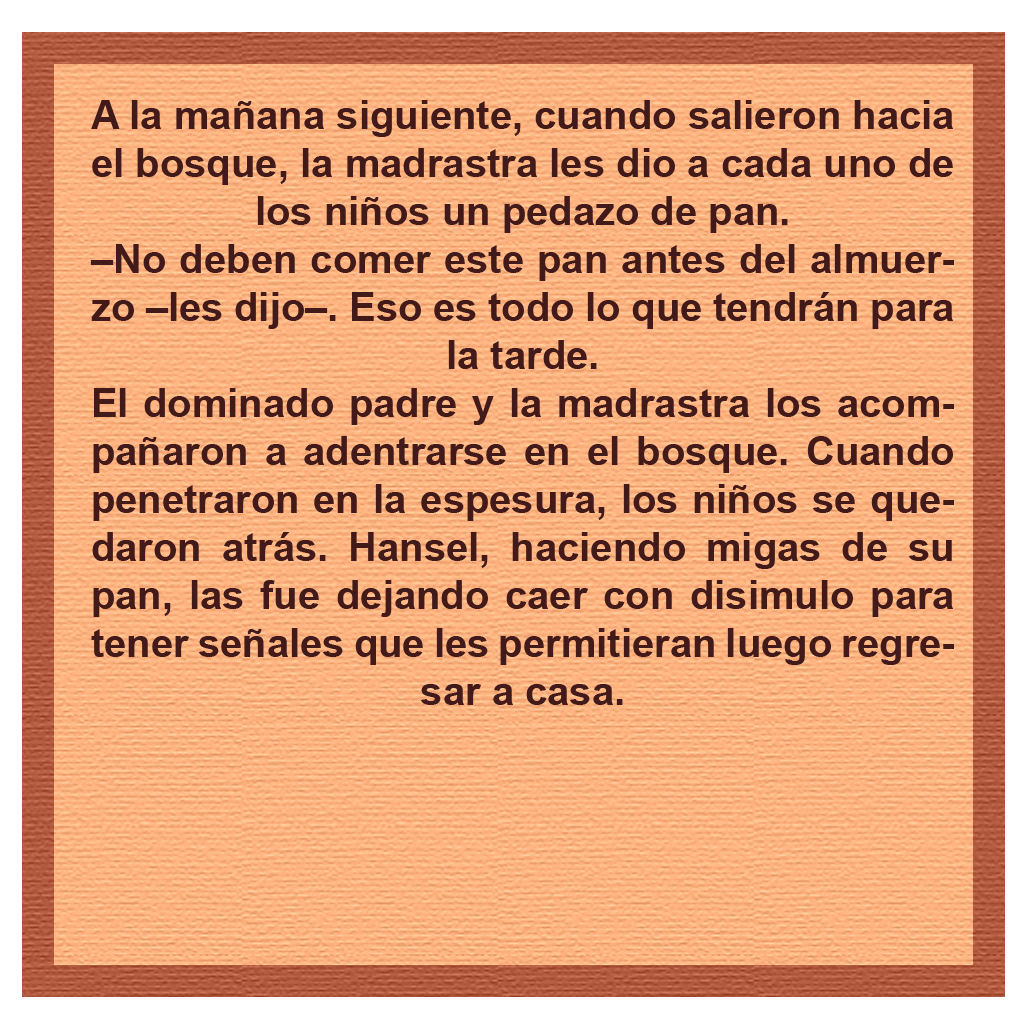 A la mañana siguiente, cuando salieron hacia
el bosque, la madrastra les dio a cada uno de
los niños un pedazo de pan.
–No deben comer este pan antes del almuer-
zo –les dijo–. Eso es todo lo que tendrán para
la tarde.
El dominado padre y la madrastra los acom-
pañaron a adentrarse en el bosque. Cuando
penetraron en la espesura, los niños se que-
daron atrás. Hansel, haciendo migas de su
pan, las fue dejando caer con disimulo para
tener señales que les permitieran luego regre-
sar a casa.